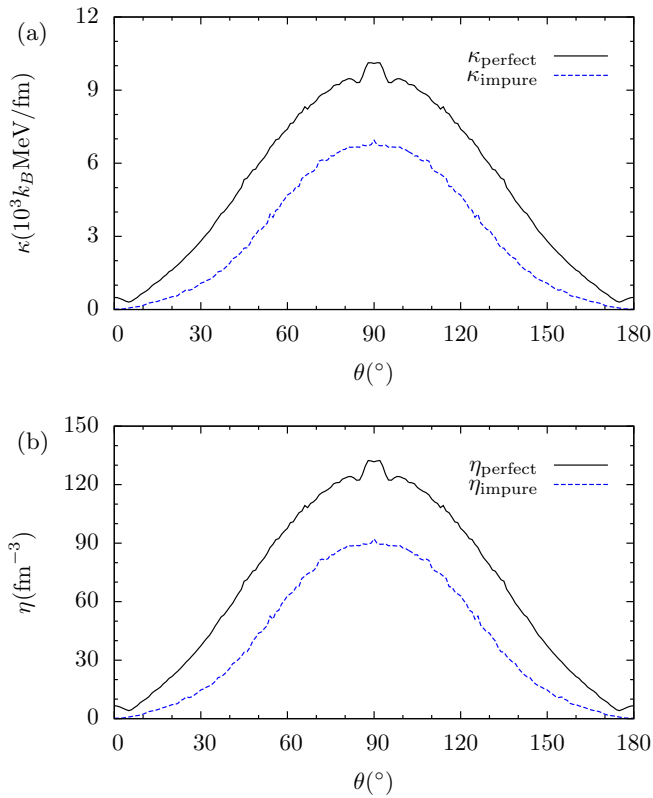 (a)
12
10
6
3
0
κ(10³k_BMeV/fm)
κ_perfect
κ_impure
0 30 60 90 120 150 180
θ(°)
(b)
150
120
90
60
30
0
η(fm⁻³)
η_perfect
η_impure
0 30 60 90 120 150 180
θ(°)